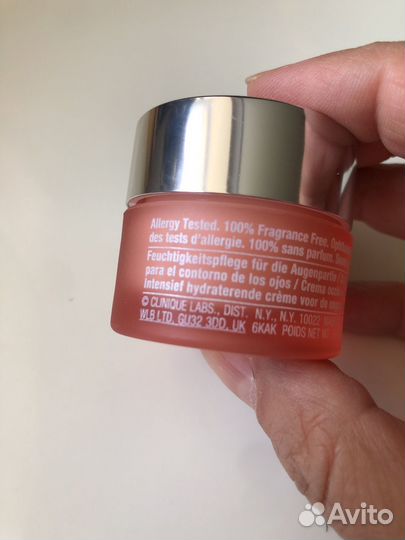 Allergy Tested. 100% Fragrance Free.
des tests d'allergie. 100% sans parfum.
Feuchtigkeitspflege für die Augenpartie /
para el contorno de los ojos / Crema
intensief hydraterende crème voor de
© CLINIQUE LABS., DIST. N.Y., N.Y. 10022
WLB LTD. GU32 3DD, UK 6KAK POIDS NET
Avito